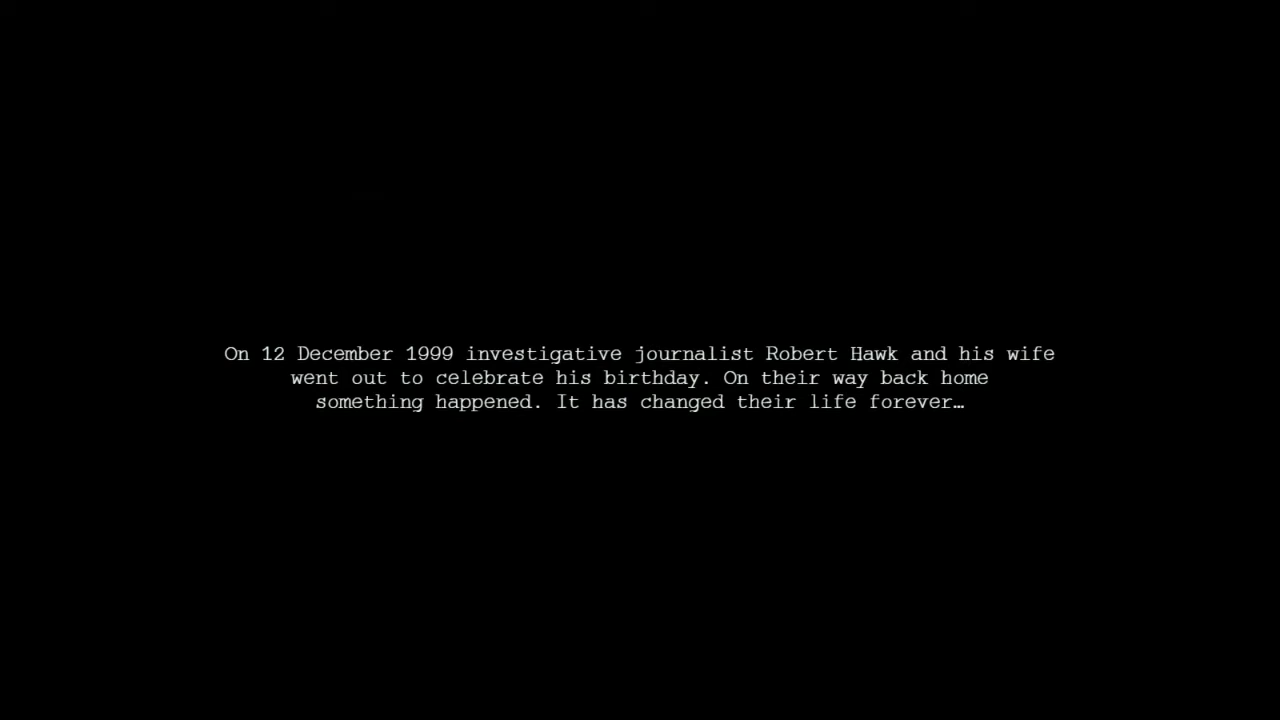 On 12 December 1999 investigative journalist Robert Hawk and his wife
went out to celebrate his birthday. On their way back home
something happened. It has changed their life forever…